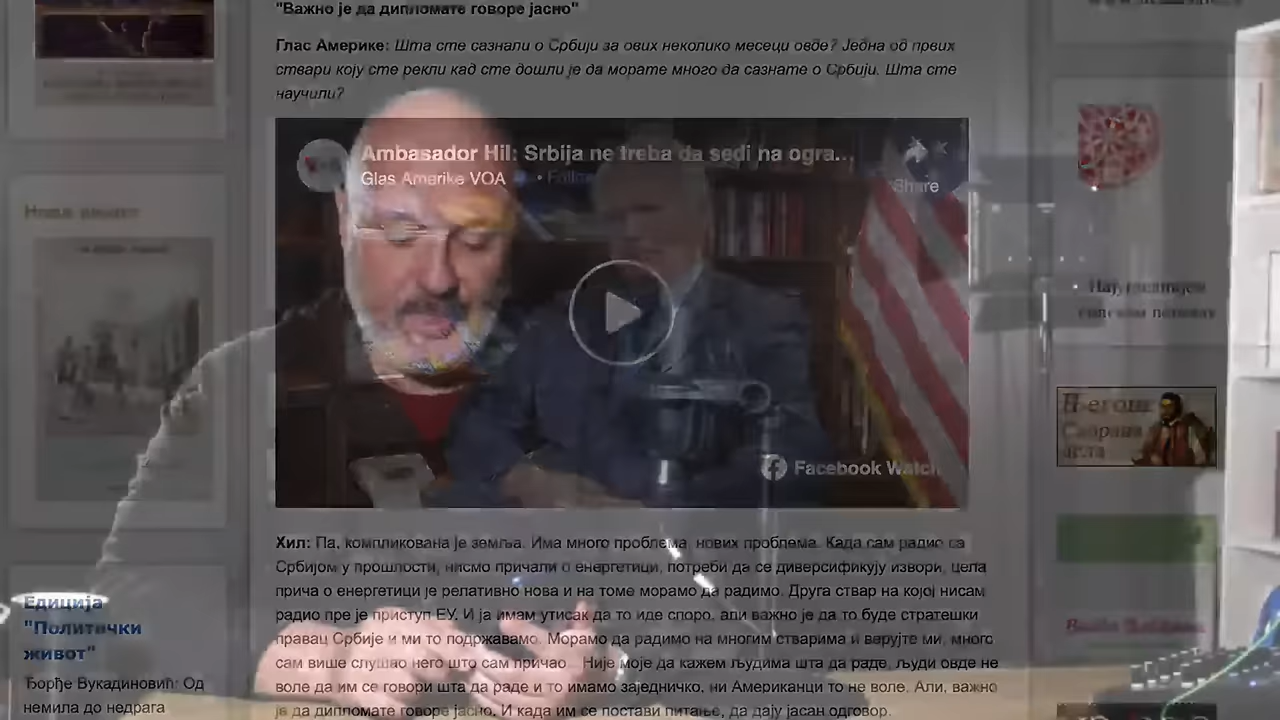 "Важно је да дипломате говоре јасно"
Глас Америке: Шта сте сазнали о Србији за ових неколико месеци овде? Једна од првих
ствари коју сте рекли кад сте дошли је да морате много да сазнате о Србији. Шта сте
научили?
Ambasador Hil: Srbija ne treba da sedi na ogra...
Glas Amerike VOA • Follow
Share
Facebook Watch
Хил: Па, компликована је земља. Има много проблема, нових проблема. Када сам радио са
Србијом у прошлости, нисмо причали о енергетици, потреби да се диверсификују извори, цела
прича о енергетици је релативно нова и на томе морамо да радимо. Друга ствар на којој нисам
радио пре је приступ ЕУ. И ја имам утисак да то иде споро, али важно је да то буде стратешки
правац Србије и ми то подржавамо. Морамо да радимо на многим стварима и верујте ми, много
сам више слушао него што сам причао. Није моје да кажем људима шта да раде, људи овде не
воле да им се говори шта да раде и то имамо заједничко, ни Американци то не воле. Али, важно
је да дипломате говоре јасно. И када им се постави питање, да дају јасан одговор.
Едиција
"Политички
живот"
Ђорђе Вукадиновић: Од
немила до недрага
Његош
Сабрана
дела